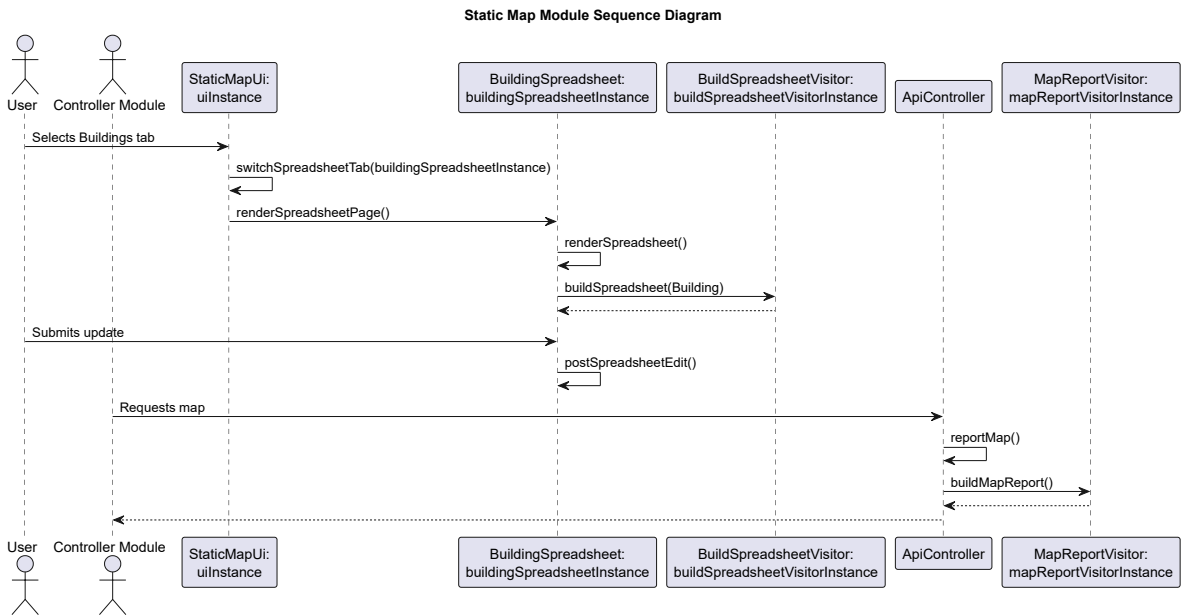 Static Map Module Sequence Diagram
User
Controller Module
StaticMapUi:
uiInstance
BuildingSpreadsheet:
buildingSpreadsheetInstance
BuildSpreadsheetVisitor:
buildSpreadsheetVisitorInstance
ApiController
MapReportVisitor:
mapReportVisitorInstance
Selects Buildings tab
switchSpreadsheetTab(buildingSpreadsheetInstance)
renderSpreadsheetPage()
renderSpreadsheet()
buildSpreadsheet(Building)
Submits update
postSpreadsheetEdit()
Requests map
reportMap()
buildMapReport()
User
Controller Module
StaticMapUi:
uiInstance
BuildingSpreadsheet:
buildingSpreadsheetInstance
BuildSpreadsheetVisitor:
buildSpreadsheetVisitorInstance
ApiController
MapReportVisitor:
mapReportVisitorInstance